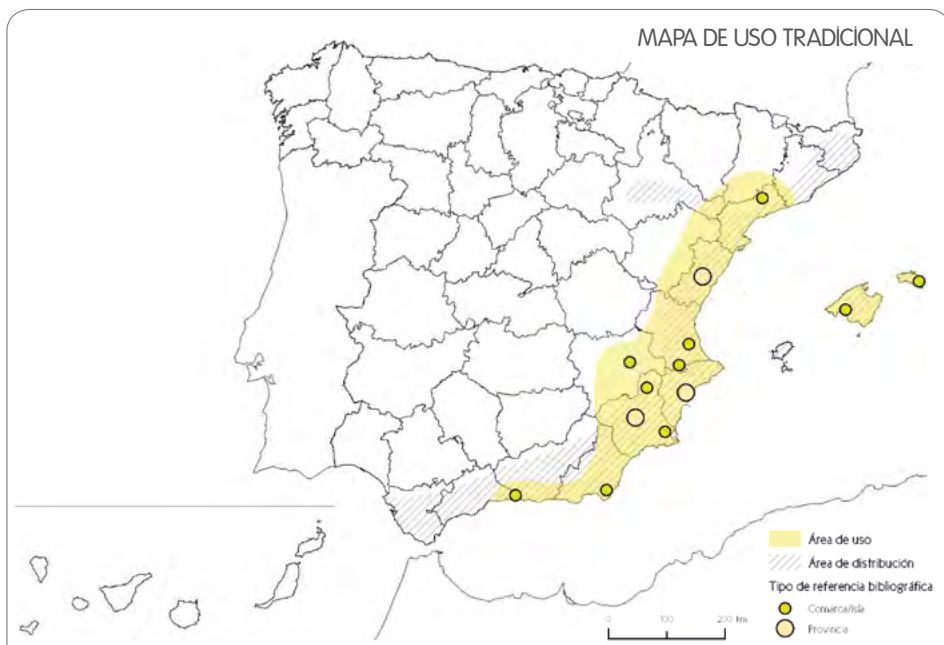 MAPA DE USO TRADICIONAL
Área de uso
Área de distribución
Tipo de referencia bibliográfica
Comarca/Isla
Provincia
0 100 200 km